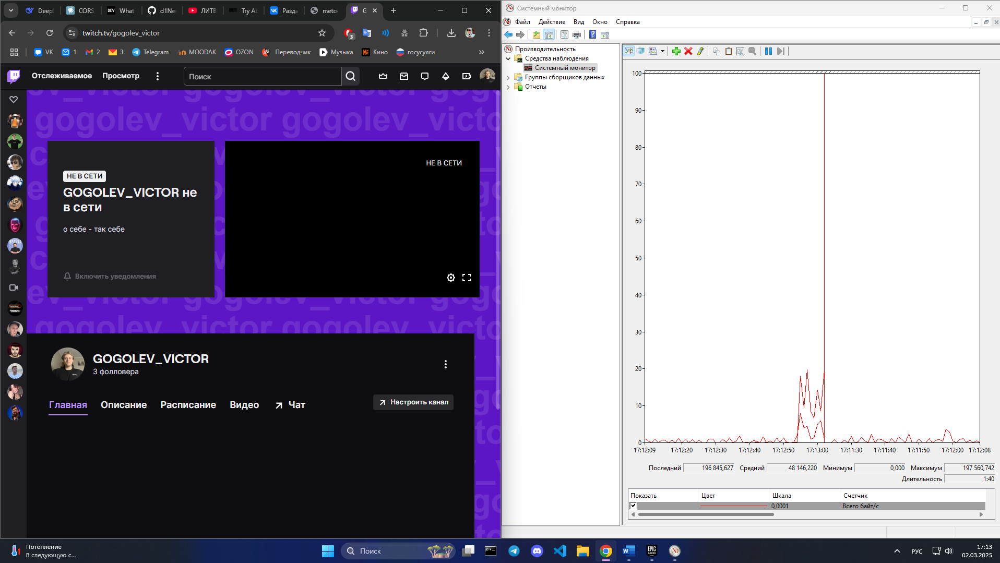 DeepS
CORS
DEV
What
d1Ne
ЛИТВ
Try Al
Разда
metod
G
twitch.tv/gogolev_victor
3
VK
1
2
3
Telegram
MOODAK
OZON
Переводчик
Музыка
Кино
госусулги
Отслеживаемое
Просмотр
Поиск
gogolev_victor gogolev_victor
НЕ В СЕТИ
GOGOLEV_VICTOR не
в сети
о себе - так себе
Включить уведомления
НЕ В СЕТИ
GOGOLEV_VICTOR
3 фолловера
Главная
Описание
Расписание
Видео
Чат
Настроить канал
Системный монитор
Файл
Действие
Вид
Окно
Справка
Производительность
Средства наблюдения
Системный монитор
Группы сборщиков данных
Отчеты
100
90
80
70
60
50
40
30
20
10
0
17:12:09
17:12:20
17:12:30
17:12:40
17:12:50
17:13:00
17:11:30
17:11:40
17:11:50
17:12:00
17:12:08
Последний 196 845,627 Средний 48 146,220 Минимум 0,000 Максимум 197 560,742
Длительность 1:40
Показать Цвет Шкала Счетчик
0,0001 Всего байт/с
Потепление
В следующую с...
Поиск
EPIC
GAMES
РУС
17:13
02.03.2025